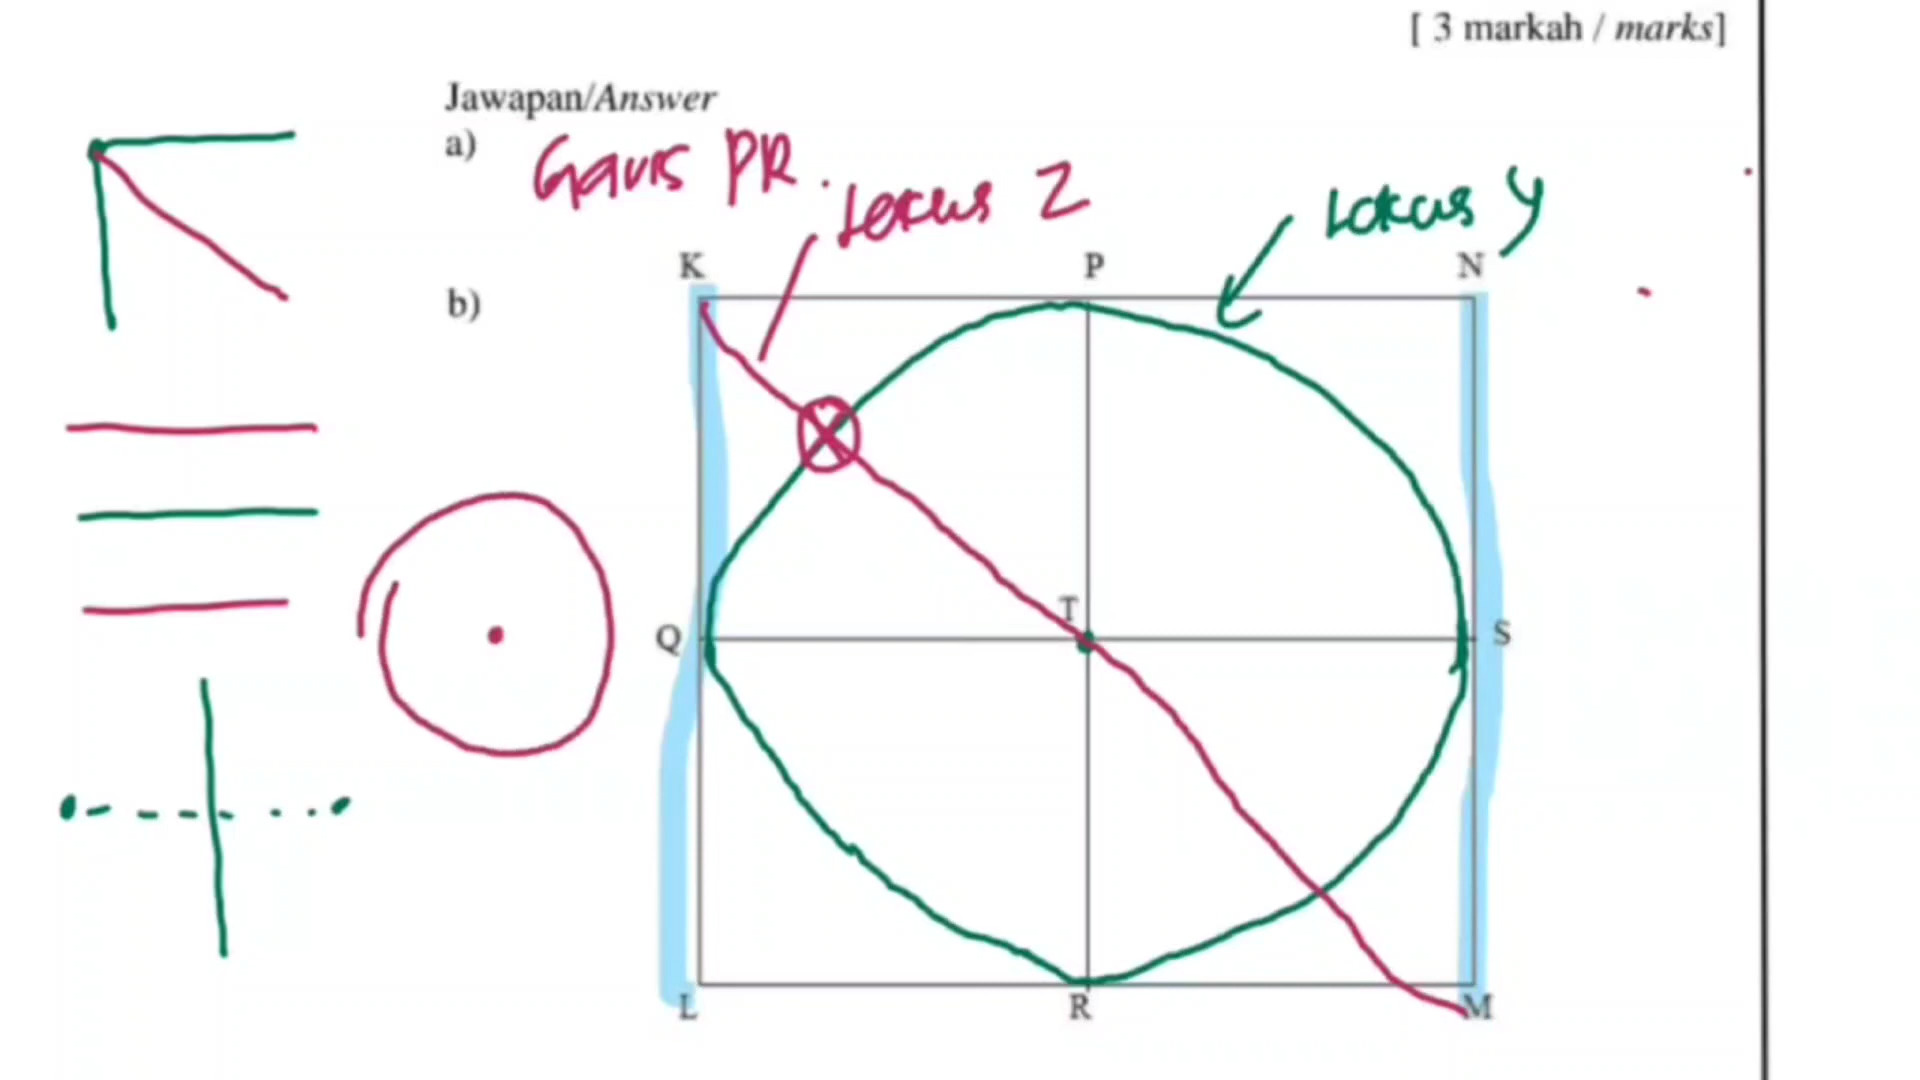 [ 3 markah / marks]
Jawapan/Answer
a) Garis PR.
Lokus Z
Lokus Y
K P N
b)
T
Q S
L R M